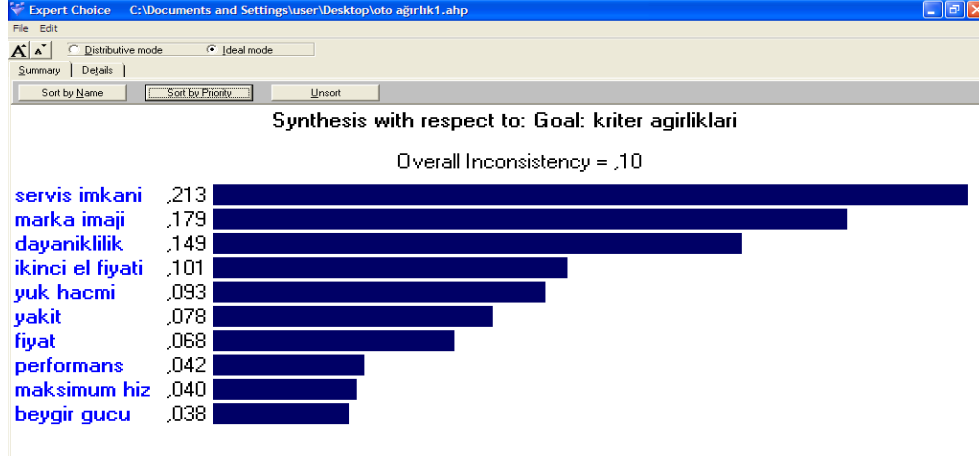 Expert Choice C:\Documents and Settings\user\Desktop\oto ağırlık1.ahp
File Edit
A A Distributive mode Ideal mode
Summary Details
Sort by Name Sort by Priority Unsort
Synthesis with respect to: Goal: kriter agirliklari
Overall Inconsistency = ,10
servis imkani ,213
marka imaji ,179
dayaniklilik ,149
ikinci el fiyati ,101
yuk hacmi ,093
yakit ,078
fiyat ,068
performans ,042
maksimum hiz ,040
beygir gucu ,038